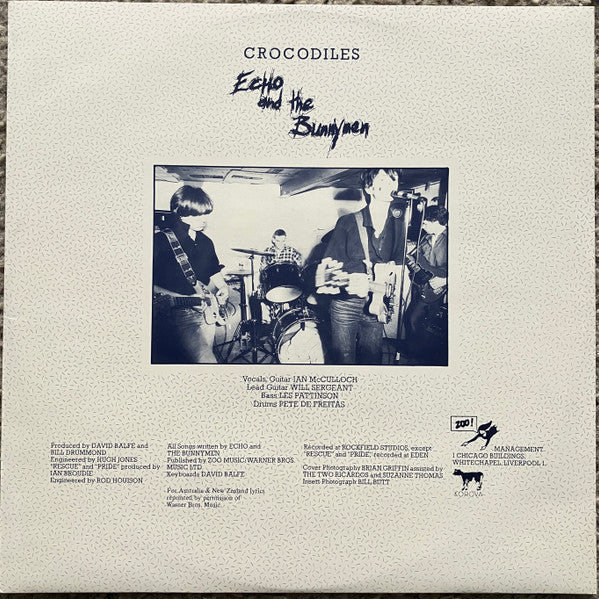 CROCODILES
Echo
and the
Bunnymen
Vocals, Guitar IAN McCULLOCH
Lead Guitar WILL SERGEANT
Bass LES PATTINSON
Drums PETE DE FREITAS
Produced by DAVID BALFE and
BILL DRUMMOND
Engineered by HUGH JONES
"RESCUE" and "PRIDE" produced by
IAN BROUDIE
Engineered by ROD HOUISON
All Songs written by ECHO and
THE BUNNYMEN
Published by ZOO MUSIC/WARNER BROS.
MUSIC LTD
Keyboards DAVID BALFE
For Australia & New Zealand lyrics
reprinted by permission of
Warner Bros. Music
Recorded at ROCKFIELD STUDIOS, except
"RESCUE" and "PRIDE", recorded at EDEN
Cover Photography BRIAN GRIFFIN assisted by
THE TWO RICARDOS and SUZANNE THOMAS
Insett Photograph BILL BUTT
ZOO!
MANAGEMENT.
1 CHICAGO BUILDINGS,
WHITECHAPEL, LIVERPOOL 1.
KOROVA